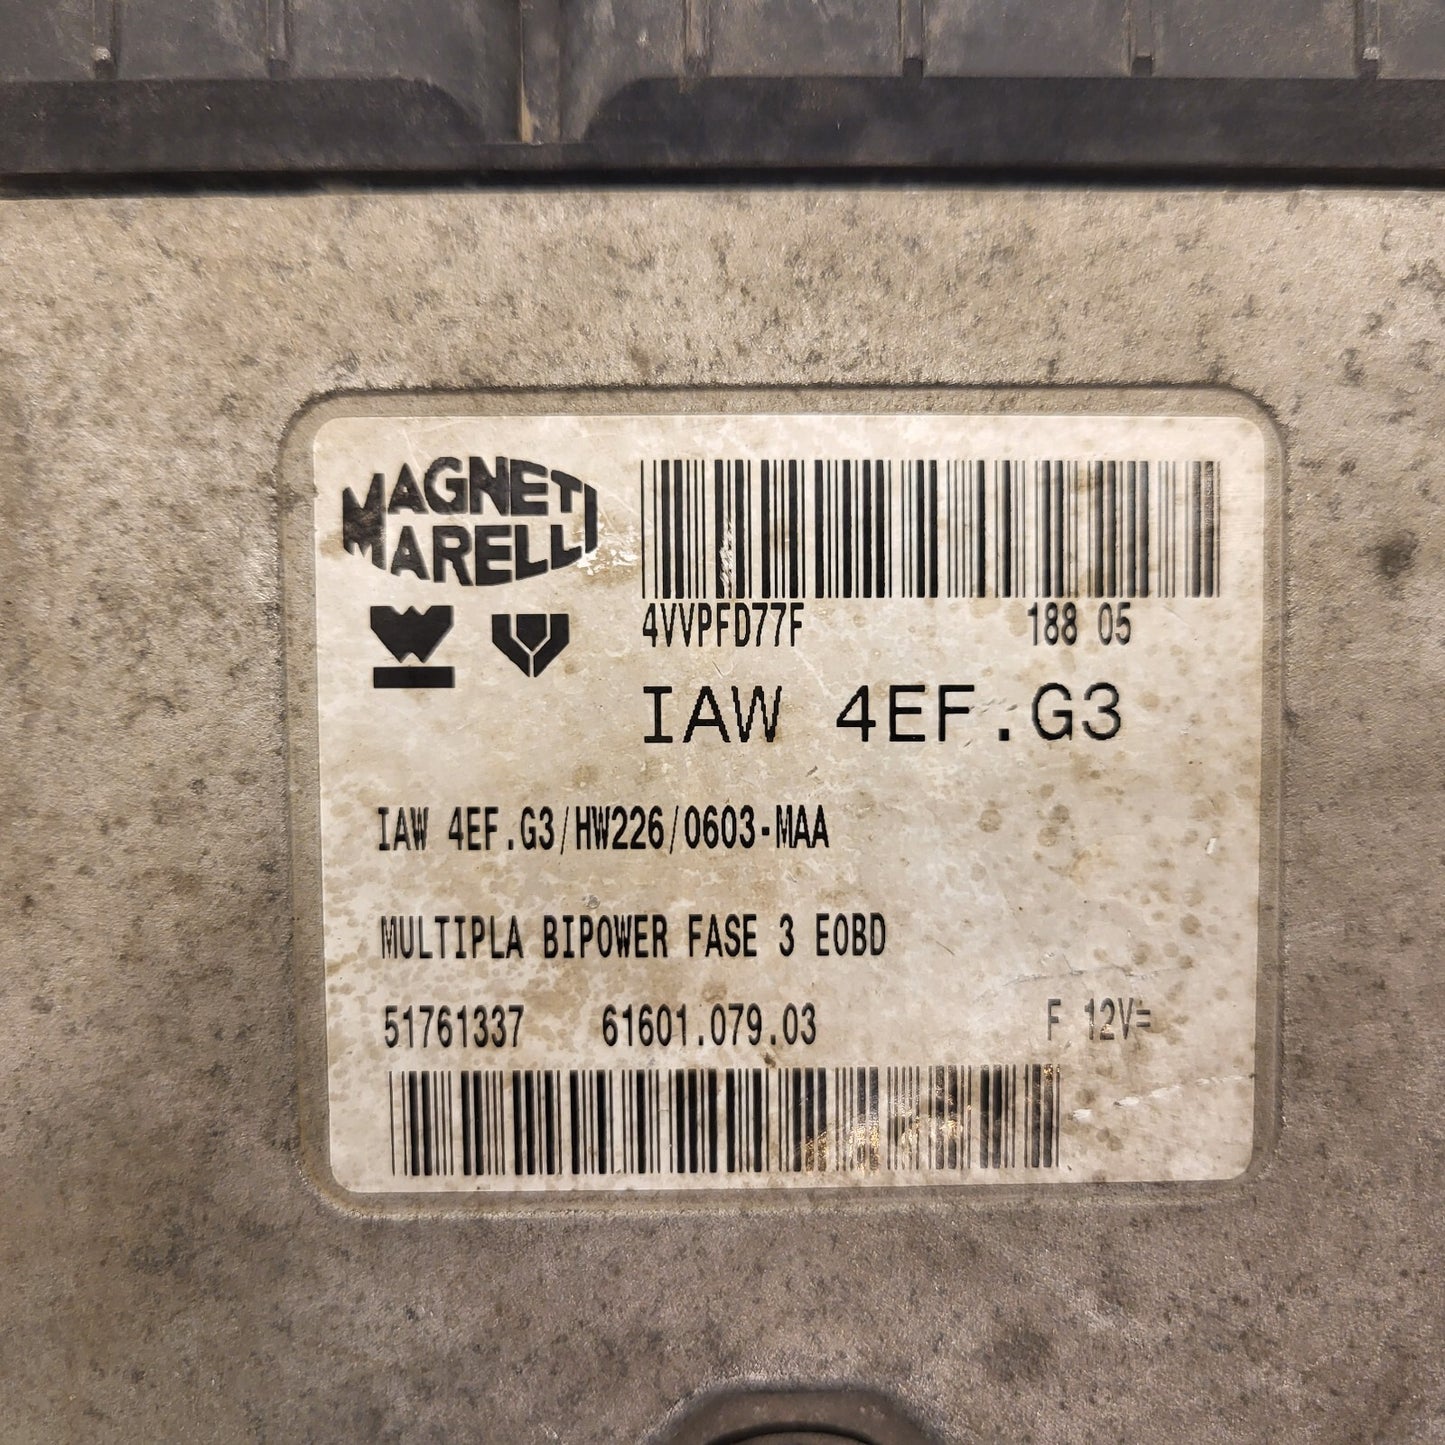 MAGNETI
MARELLI
4VVPFD77F 188 05
IAW 4EF.G3
IAW 4EF.G3/HW226/0603-MAA
MULTIPLA BIPOWER FASE 3 EOBD
51761337 61601.079.03 F 12V=